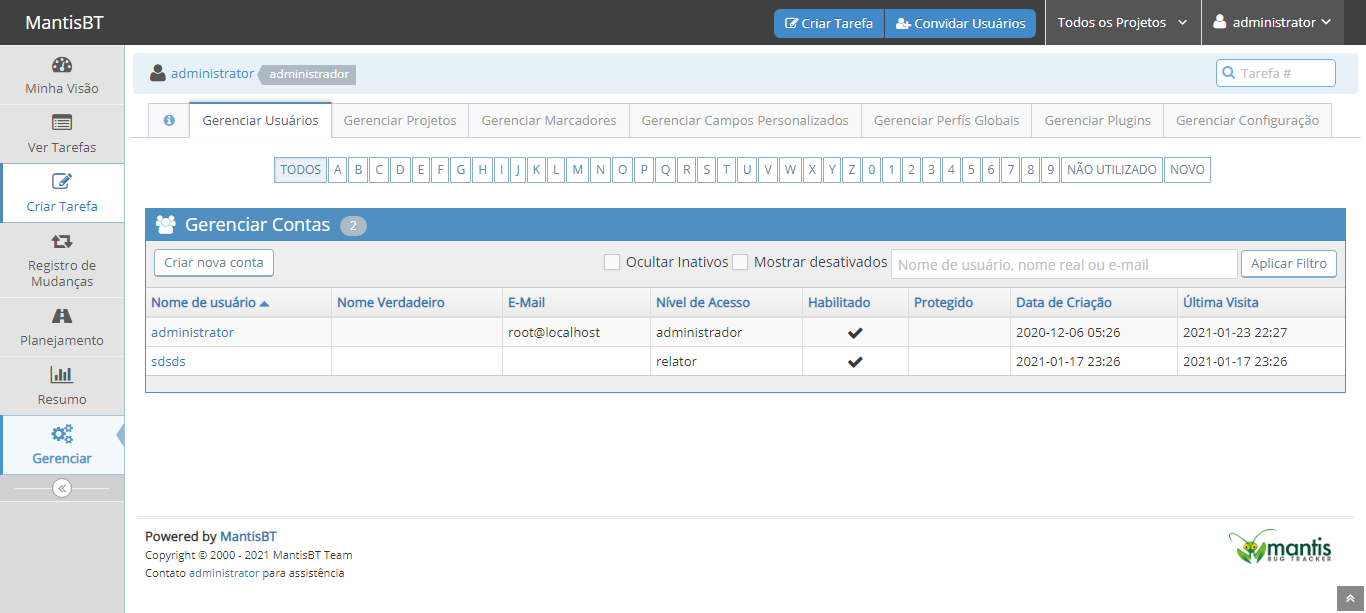 MantisBT
Criar Tarefa Convidar Usuários Todos os Projetos administrator
Minha Visão
Ver Tarefas
Criar Tarefa
Registro de
Mudanças
Planejamento
Resumo
Gerenciar
administrator administrador Tarefa #
Gerenciar Usuários Gerenciar Projetos Gerenciar Marcadores Gerenciar Campos Personalizados Gerenciar Perfís Globais Gerenciar Plugins Gerenciar Configuração
TODOS A B C D E F G H I J K L M N O P Q R S T U V W X Y Z 0 1 2 3 4 5 6 7 8 9 NÃO UTILIZADO NOVO
Gerenciar Contas 2
Criar nova conta Ocultar Inativos Mostrar desativados Nome de usuário, nome real ou e-mail Aplicar Filtro
Nome de usuário Nome Verdadeiro E-Mail Nível de Acesso Habilitado Protegido Data de Criação Última Visita
administrator root@localhost administrador 2020-12-06 05:26 2021-01-23 22:27
sdsds relator 2021-01-17 23:26 2021-01-17 23:26
Powered by MantisBT
Copyright © 2000 - 2021 MantisBT Team
Contato administrator para assistência
mantis
BUG TRACKER